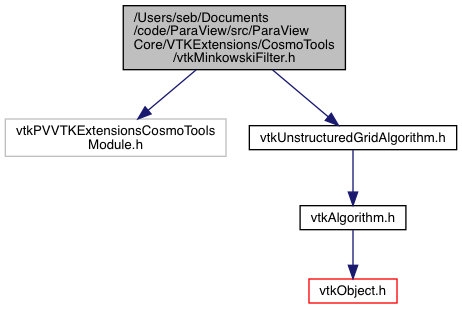 /Users/seb/Documents
/code/ParaView/src/ParaView
Core/VTKExtensions/CosmoTools
/vtkMinkowskiFilter.h
vtkPVVTKExtensionsCosmoTools
Module.h
vtkUnstructuredGridAlgorithm.h
vtkAlgorithm.h
vtkObject.h